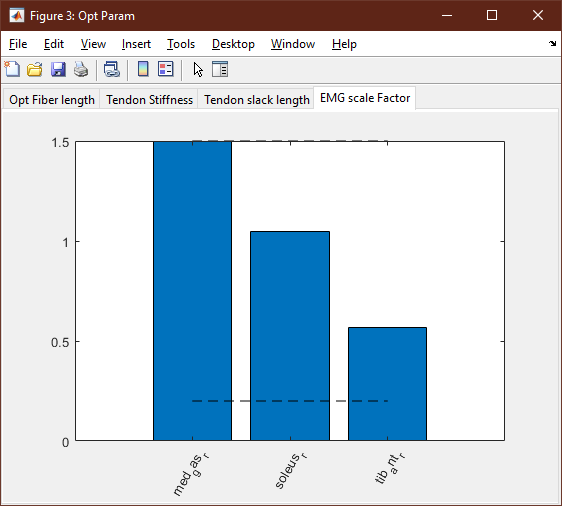 Figure 3: Opt Param
File Edit View Insert Tools Desktop Window Help
Opt Fiber length Tendon Stiffness Tendon slack length EMG scale Factor
1.5
1
0.5
0
med_gas_r soleus_r tib_ant_r